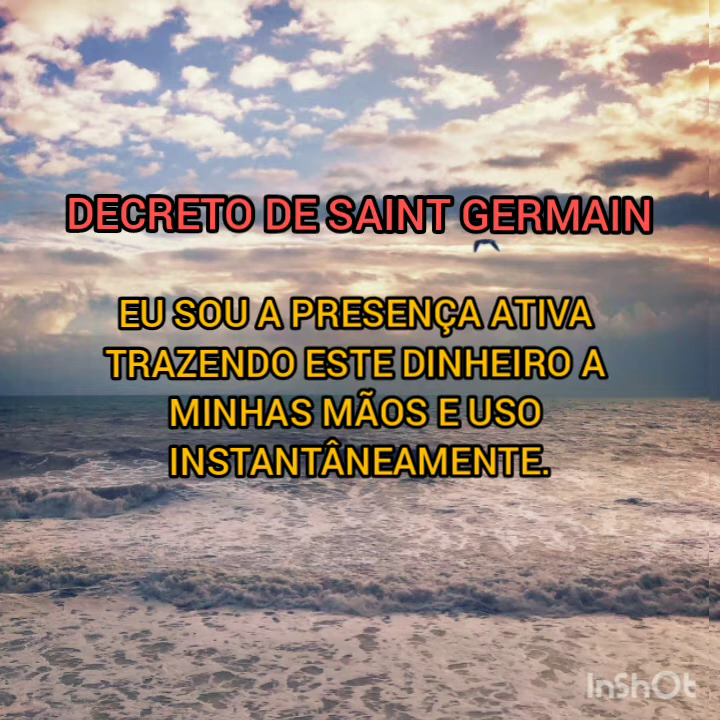 DECRETO DE SAINT GERMAIN
EU SOU A PRESENÇA ATIVA
TRAZENDO ESTE DINHEIRO A
MINHAS MÃOS E USO
INSTANTÂNEAMENTE.
InShOt